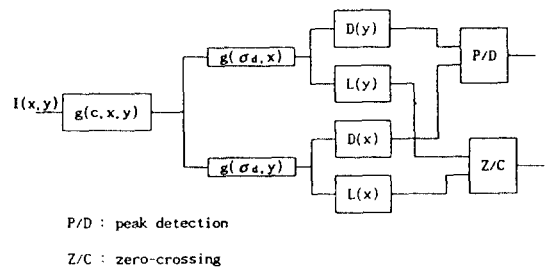 D(y)
P/D
g(σd,x)
L(y)
I(x,y)
g(c,x,y)
D(x)
Z/C
g(σd,y)
L(x)
P/D : peak detection
Z/C : zero-crossing